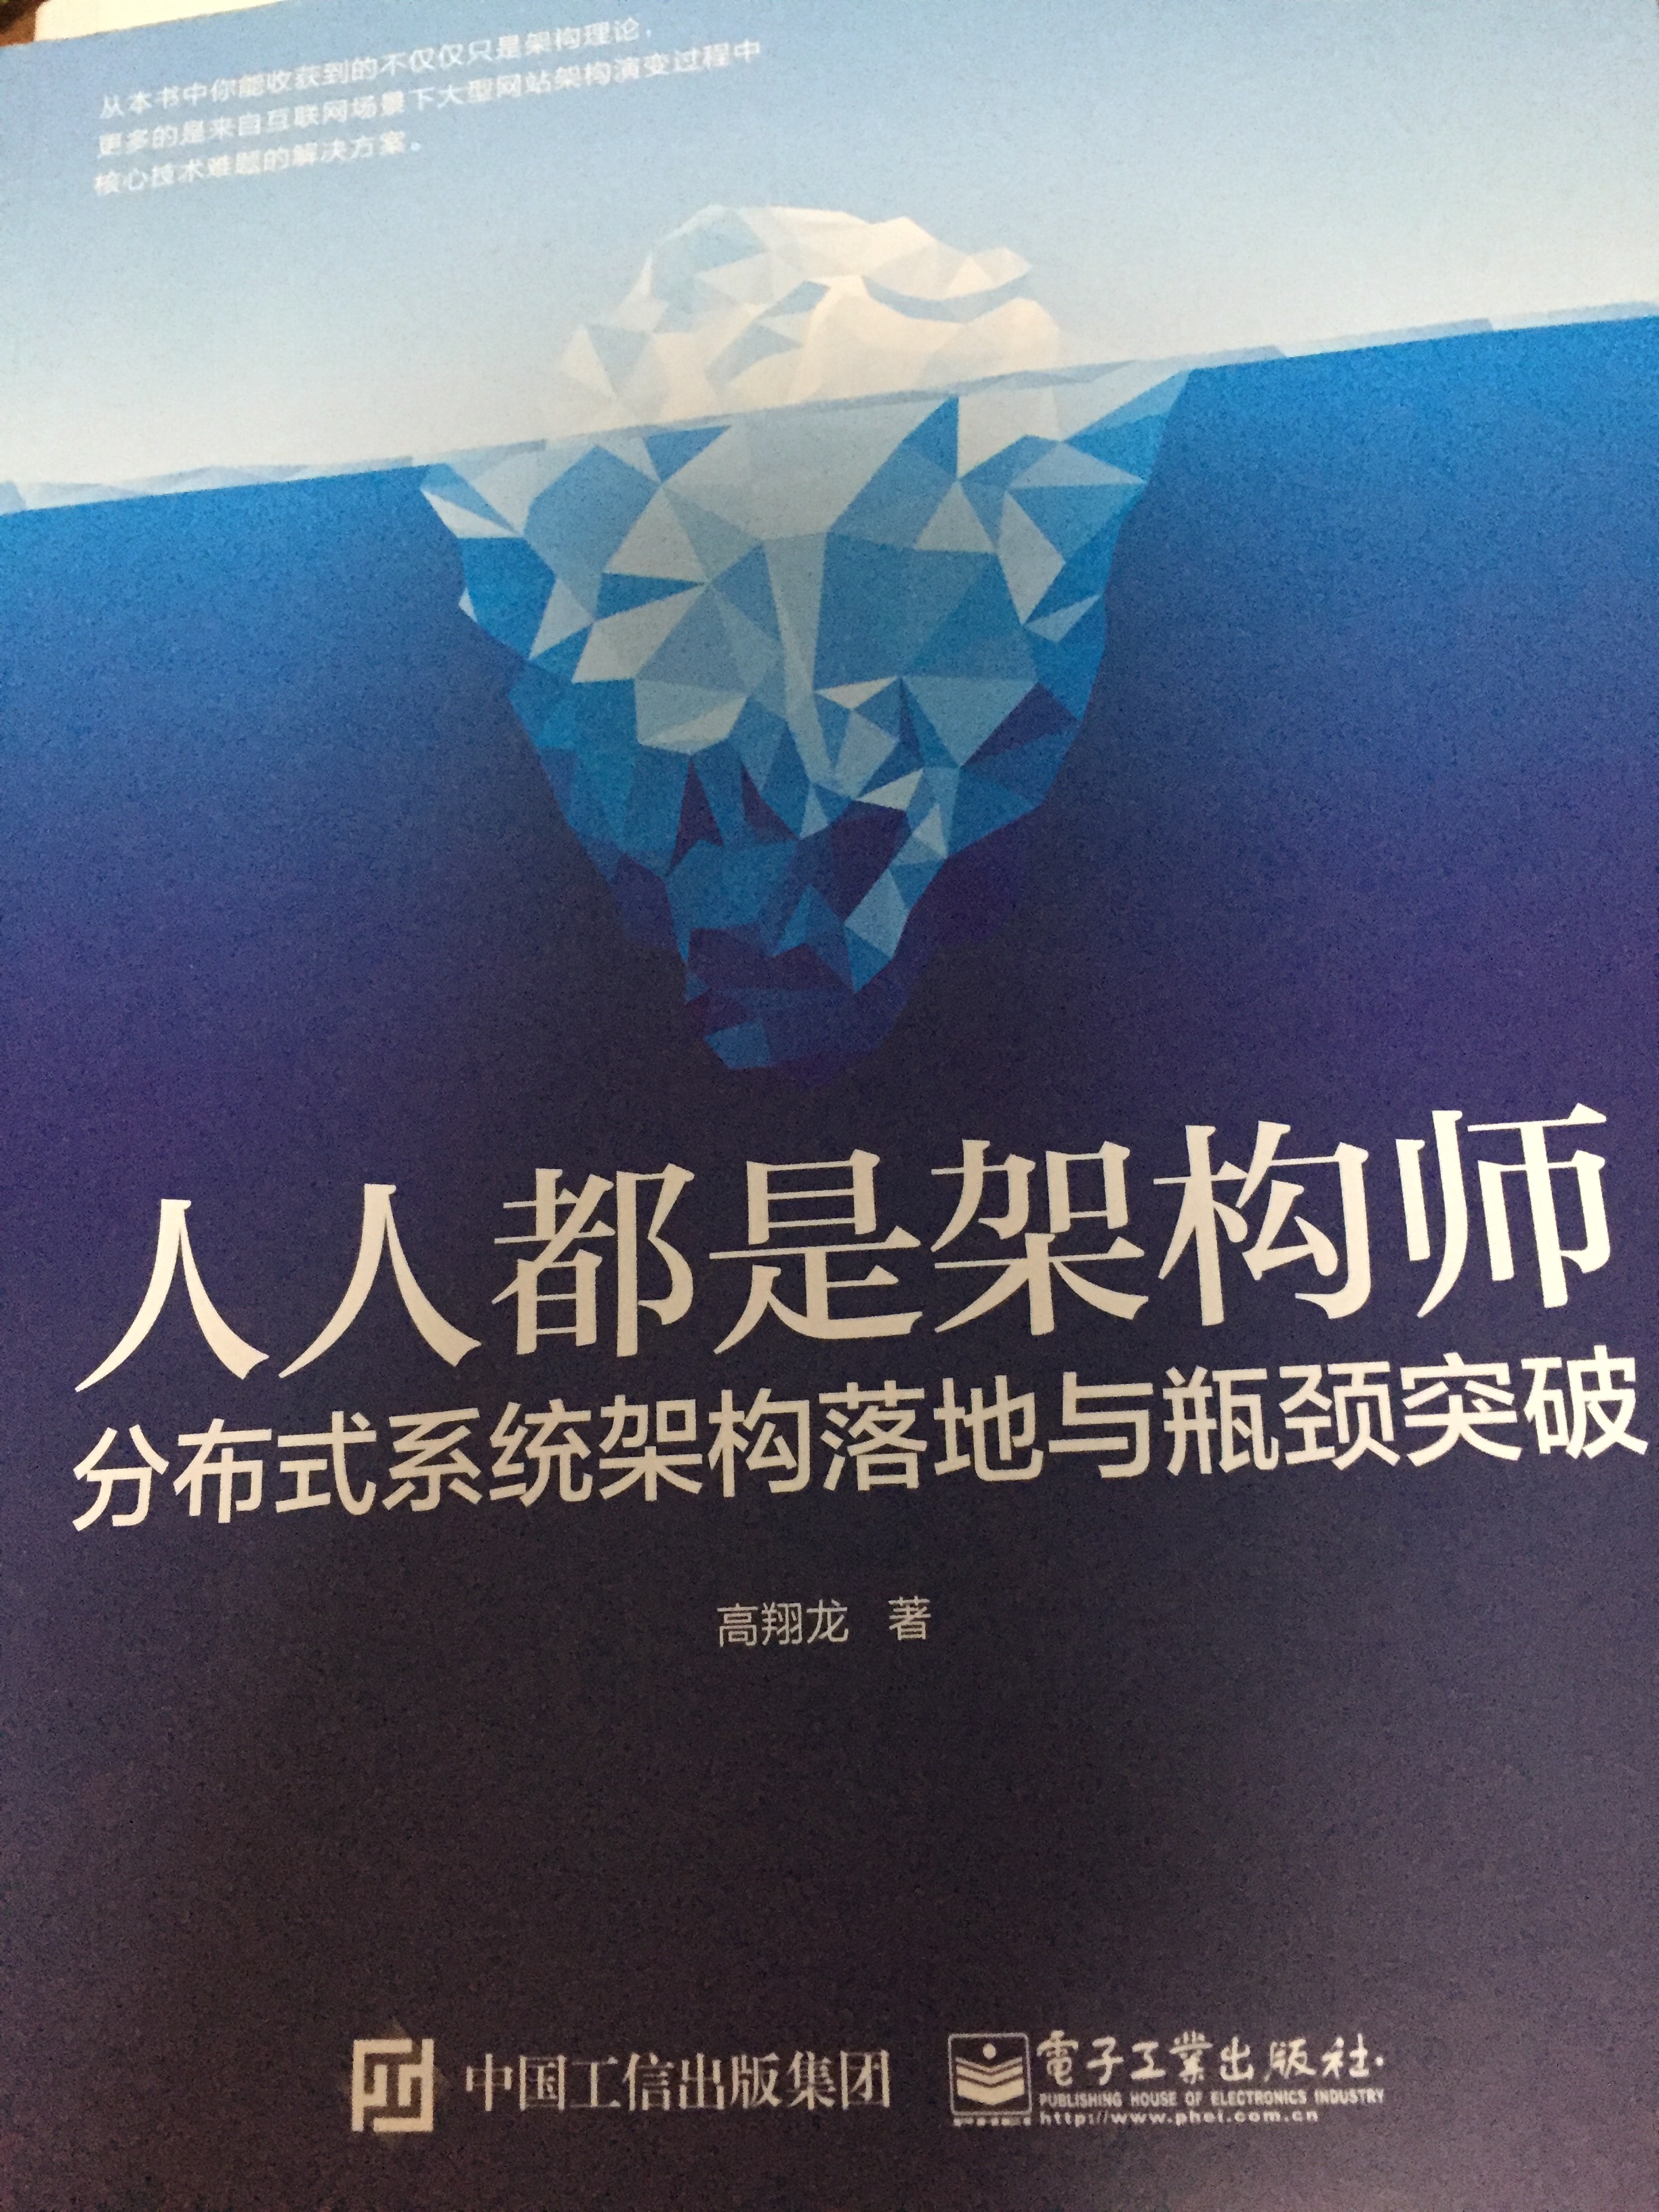 从本书中你能收获到的不仅仅只是架构理论，
更多的是来自互联网场景下大型网站架构演变过程中
核心技术难题的解决方案。
人人都是架构师
分布式系统架构落地与瓶颈突破
高翔龙 著
中国工信出版集团
電子工業出版社.
PUBLISHING HOUSE OF ELECTRONICS INDUSTRY
http://www.phei.com.cn